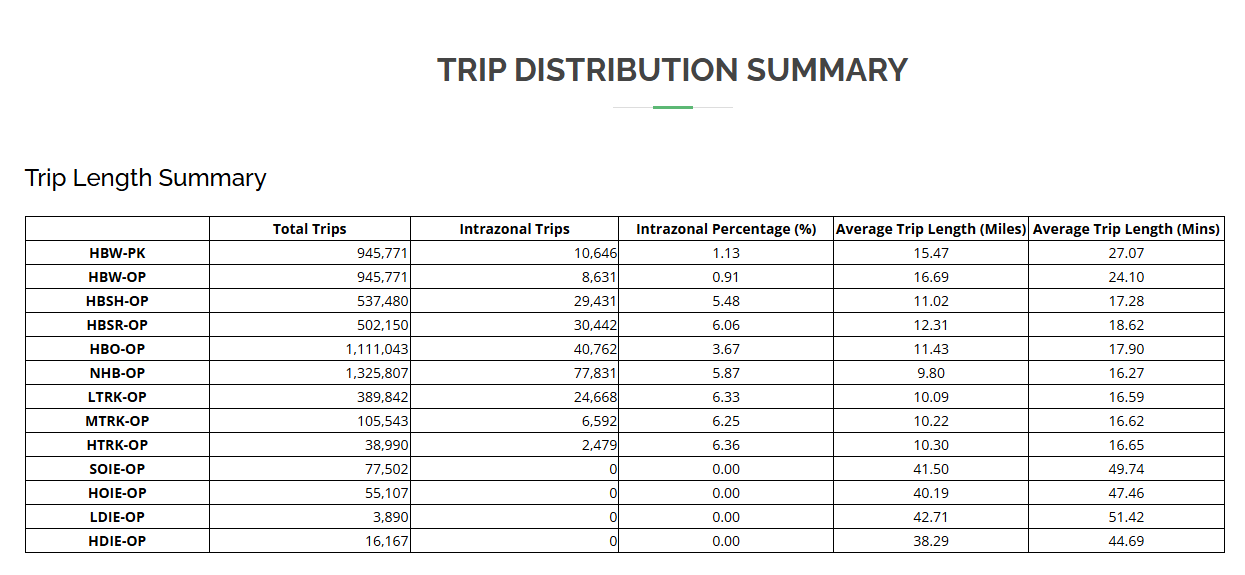 TRIP DISTRIBUTION SUMMARY
Trip Length Summary
Total Trips Intrazonal Trips Intrazonal Percentage (%) Average Trip Length (Miles) Average Trip Length (Mins)
HBW-PK 945,771 10,646 1.13 15.47 27.07
HBW-OP 945,771 8,631 0.91 16.69 24.10
HBSH-OP 537,480 29,431 5.48 11.02 17.28
HBSR-OP 502,150 30,442 6.06 12.31 18.62
HBO-OP 1,111,043 40,762 3.67 11.43 17.90
NHB-OP 1,325,807 77,831 5.87 9.80 16.27
LTRK-OP 389,842 24,668 6.33 10.09 16.59
MTRK-OP 105,543 6,592 6.25 10.22 16.62
HTRK-OP 38,990 2,479 6.36 10.30 16.65
SOIE-OP 77,502 0 0.00 41.50 49.74
HOIE-OP 55,107 0 0.00 40.19 47.46
LDIE-OP 3,890 0 0.00 42.71 51.42
HDIE-OP 16,167 0 0.00 38.29 44.69